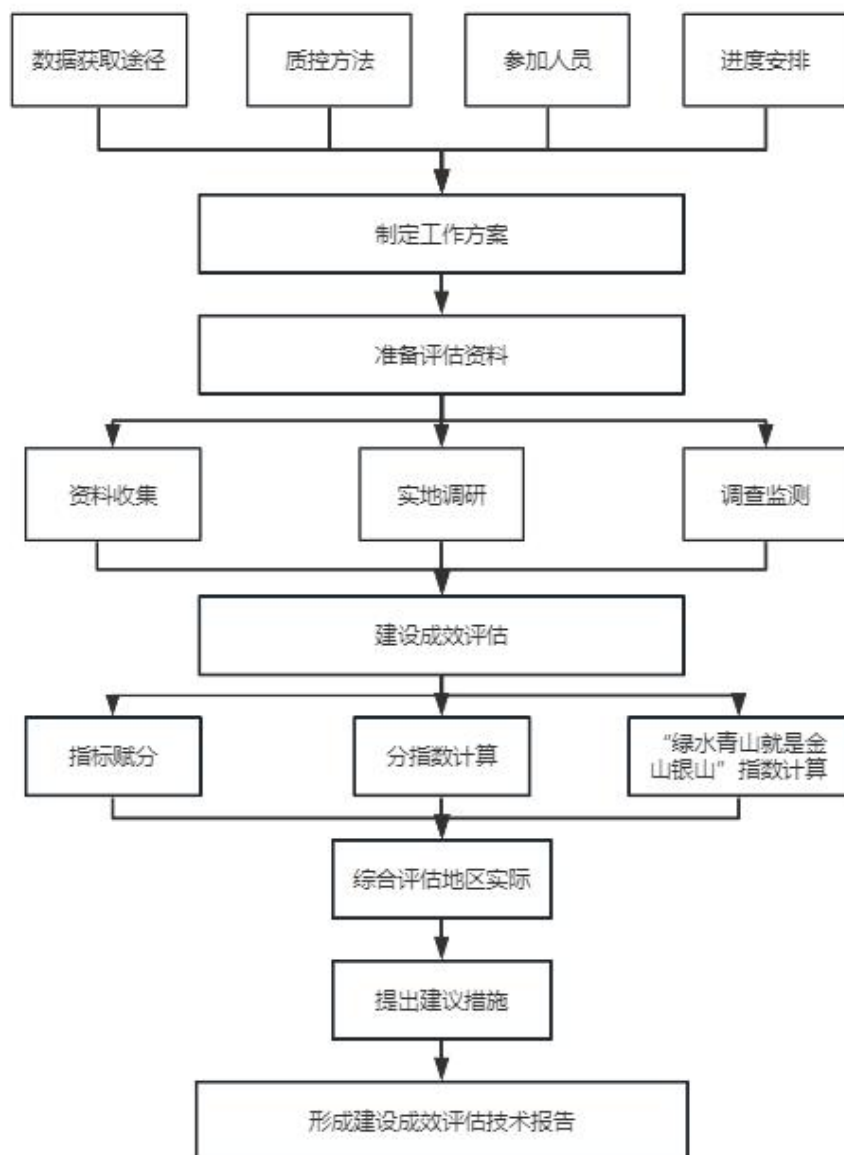 数据获取途径
质控方法
参加人员
进度安排
制定工作方案
准备评估资料
资料收集
实地调研
调查监测
建设成效评估
指标赋分
分指数计算
“绿水青山就是金
山银山”指数计算
综合评估地区实际
提出建议措施
形成建设成效评估技术报告